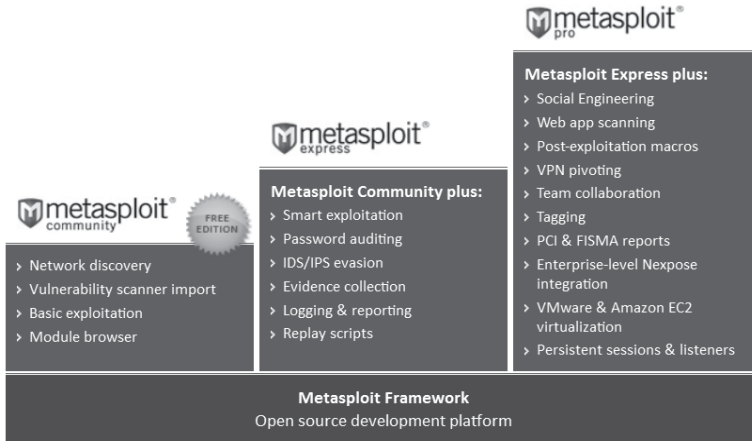 metasploit®
community
FREE
EDITION
› Network discovery
› Vulnerability scanner import
› Basic exploitation
› Module browser
metasploit®
express
Metasploit Community plus:
› Smart exploitation
› Password auditing
› IDS/IPS evasion
› Evidence collection
› Logging & reporting
› Replay scripts
metasploit®
pro
Metasploit Express plus:
› Social Engineering
› Web app scanning
› Post-exploitation macros
› VPN pivoting
› Team collaboration
› Tagging
› PCI & FISMA reports
› Enterprise-level Nexpose
integration
› VMware & Amazon EC2
virtualization
› Persistent sessions & listeners
Metasploit Framework
Open source development platform